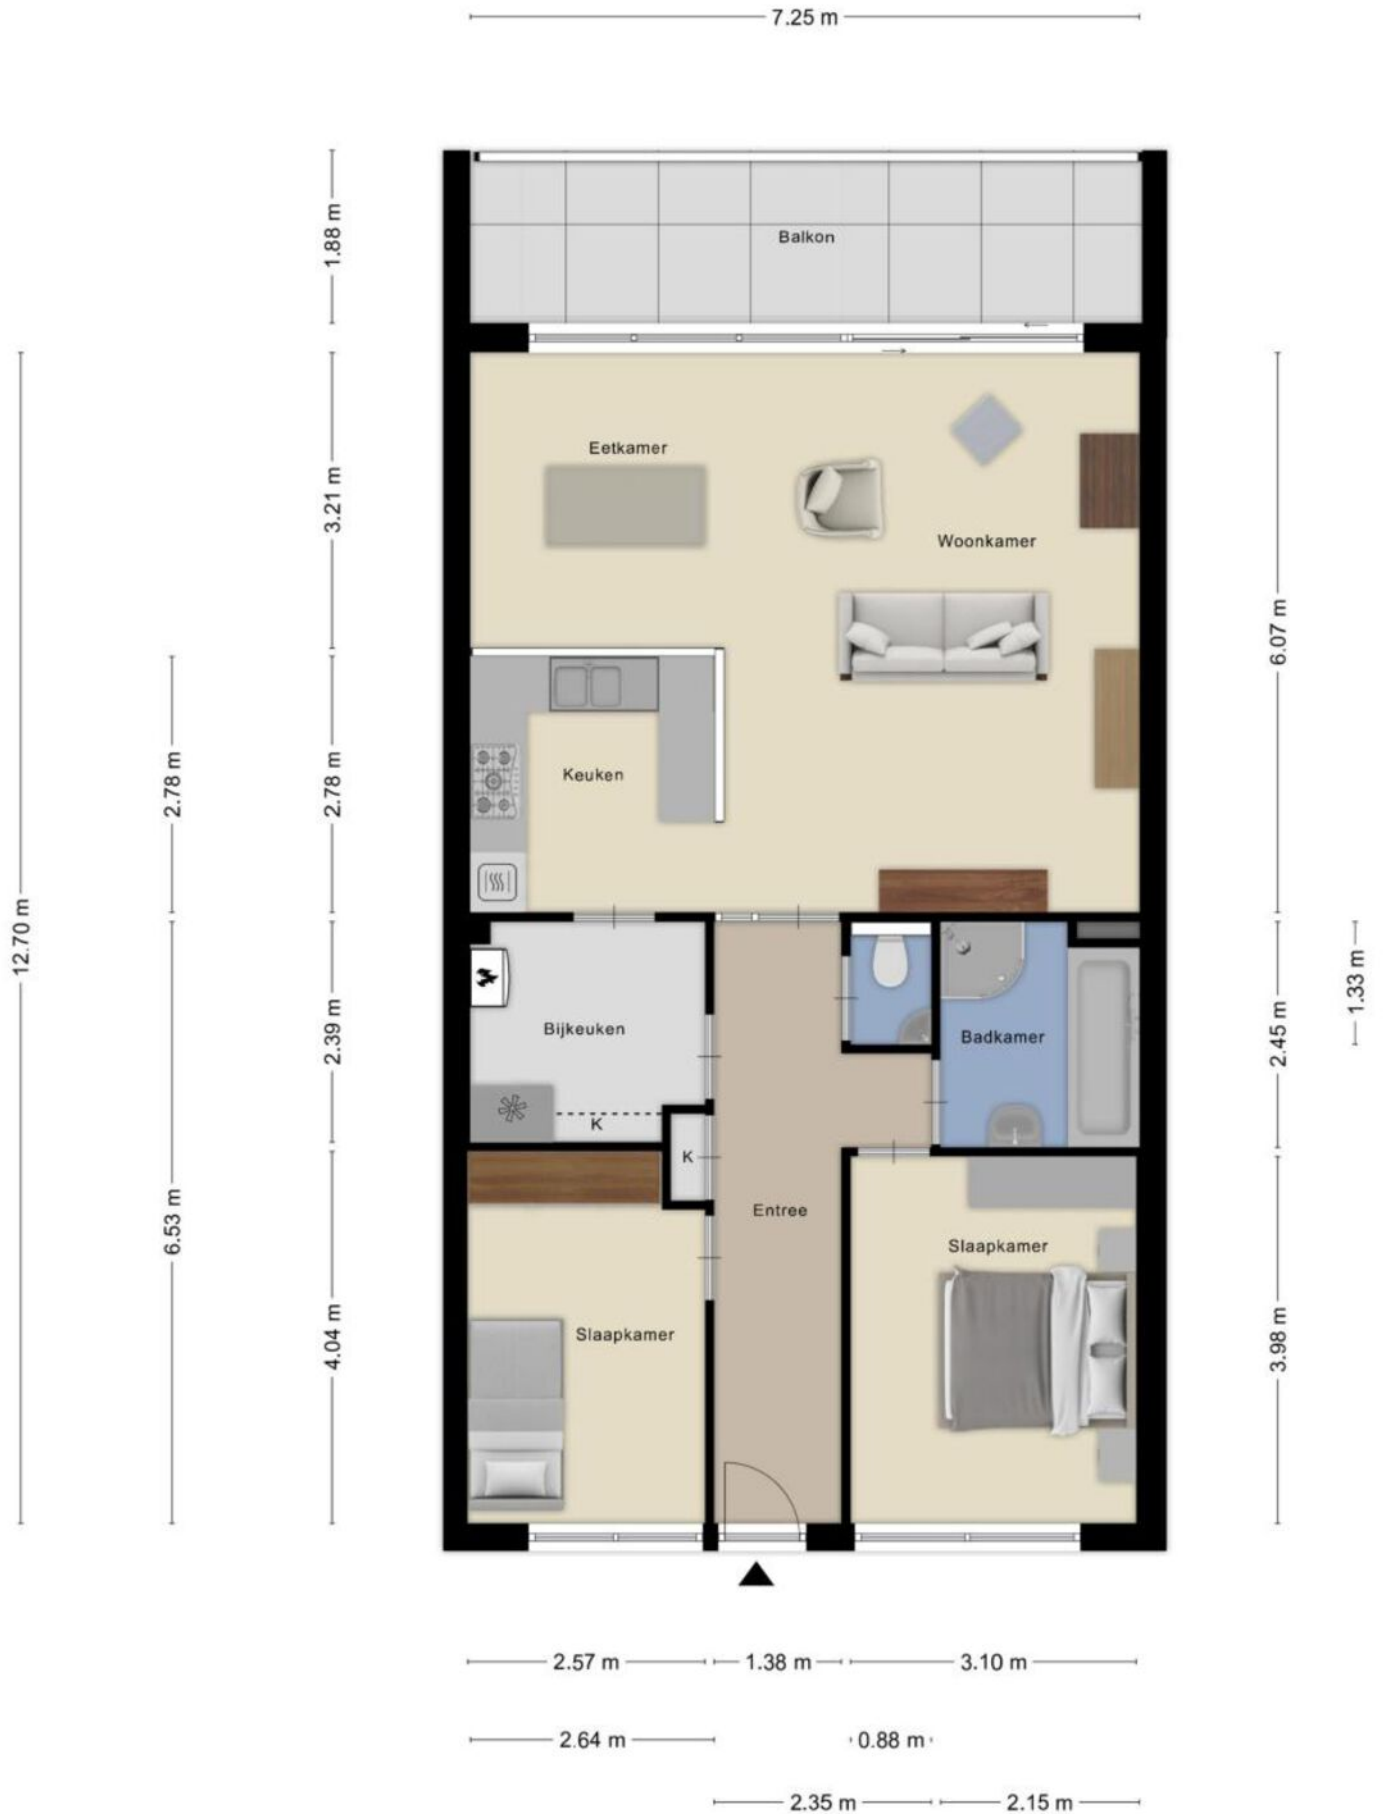 7.25 m
1.88 m
Balkon
12.70 m
3.21 m
Eetkamer
Woonkamer
6.07 m
2.78 m
2.78 m
Keuken
6.53 m
2.39 m
Bijkeuken
K
K
Badkamer
2.45 m
1.33 m
Entree
4.04 m
Slaapkamer
Slaapkamer
3.98 m
2.57 m
1.38 m
3.10 m
2.64 m
0.88 m
2.35 m
2.15 m